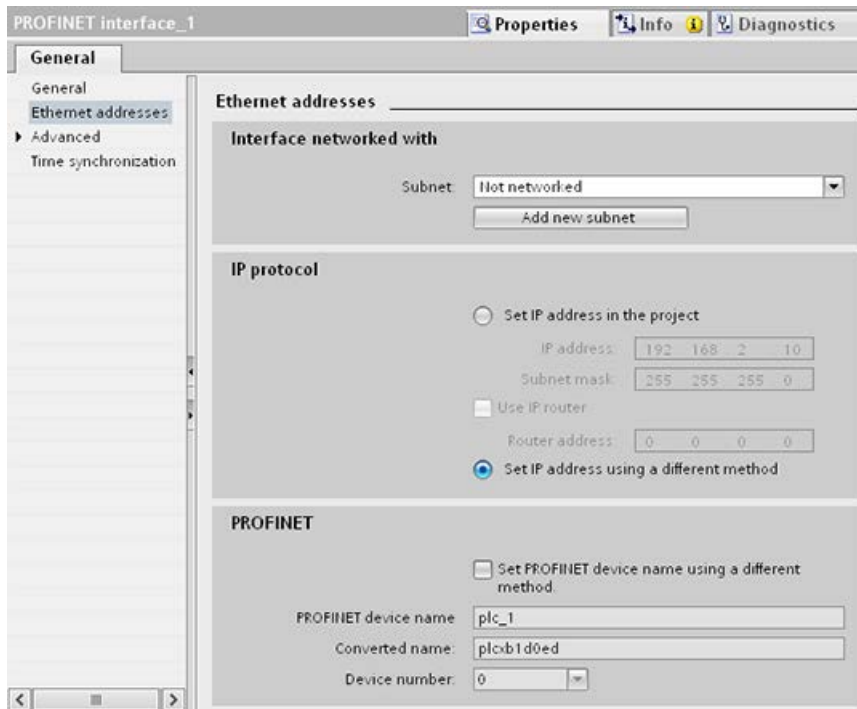 PROFINET interface_1
Properties
Info
Diagnostics
General
General
Ethernet addresses
Advanced
Time synchronization
Ethernet addresses
Interface networked with
Subnet:
Not networked
Add new subnet
IP protocol
Set IP address in the project
IP address:
192 . 168 . 2 . 10
Subnet mask:
255 . 255 . 255 . 0
Use IP router
Router address:
0 . 0 . 0 . 0
Set IP address using a different method
PROFINET
Set PROFINET device name using a different
method.
PROFINET device name
plc_1
Converted name:
plcxb1d0ed
Device number:
0